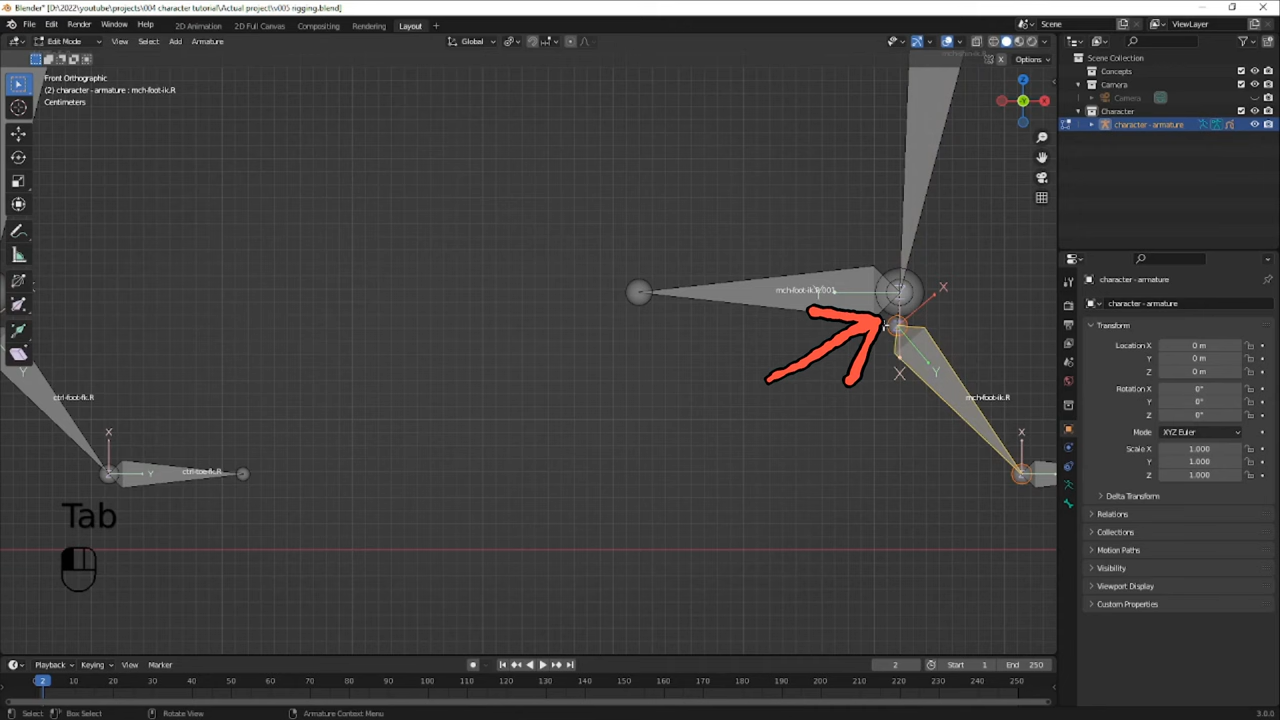 Blender* [D:\2022\youtube\projects\004 character tutorial\Actual project\v005 rigging.blend]
File Edit Render Window Help 2D Animation 2D Full Canvas Compositing Rendering Rigging Layout + Scene ViewLayer
Edit Mode View Select Add Armature Global
Options
Front Orthographic
(2) character - armature : mch-foot-ik.R
Centimeters
Z
Y
X
Scene Collection
Concepts
Camera
Camera
Character
character - armature
mch-foot-ik.R.001
X
Y
X
mch-foot-ik.R
Y
ctrl-foot-fk.R
X
Y
ctrl-toe-fk.R
X
Tab
character - armature
character - armature
Transform
Location X 0 m
Y 0 m
Z 0 m
Rotation X 0°
Y 0°
Z 0°
Mode XYZ Euler
Scale X 1.000
Y 1.000
Z 1.000
Delta Transform
Relations
Collections
Motion Paths
Visibility
Viewport Display
Custom Properties
Playback Keying View Marker 2 Start 1 End 250
2 10 20 30 40 50 60 70 80 90 100 110 120 130 140 150 160 170 180 190 200 210 220 230 240 250
Select Box Select Rotate View Armature Context Menu 3.0.0